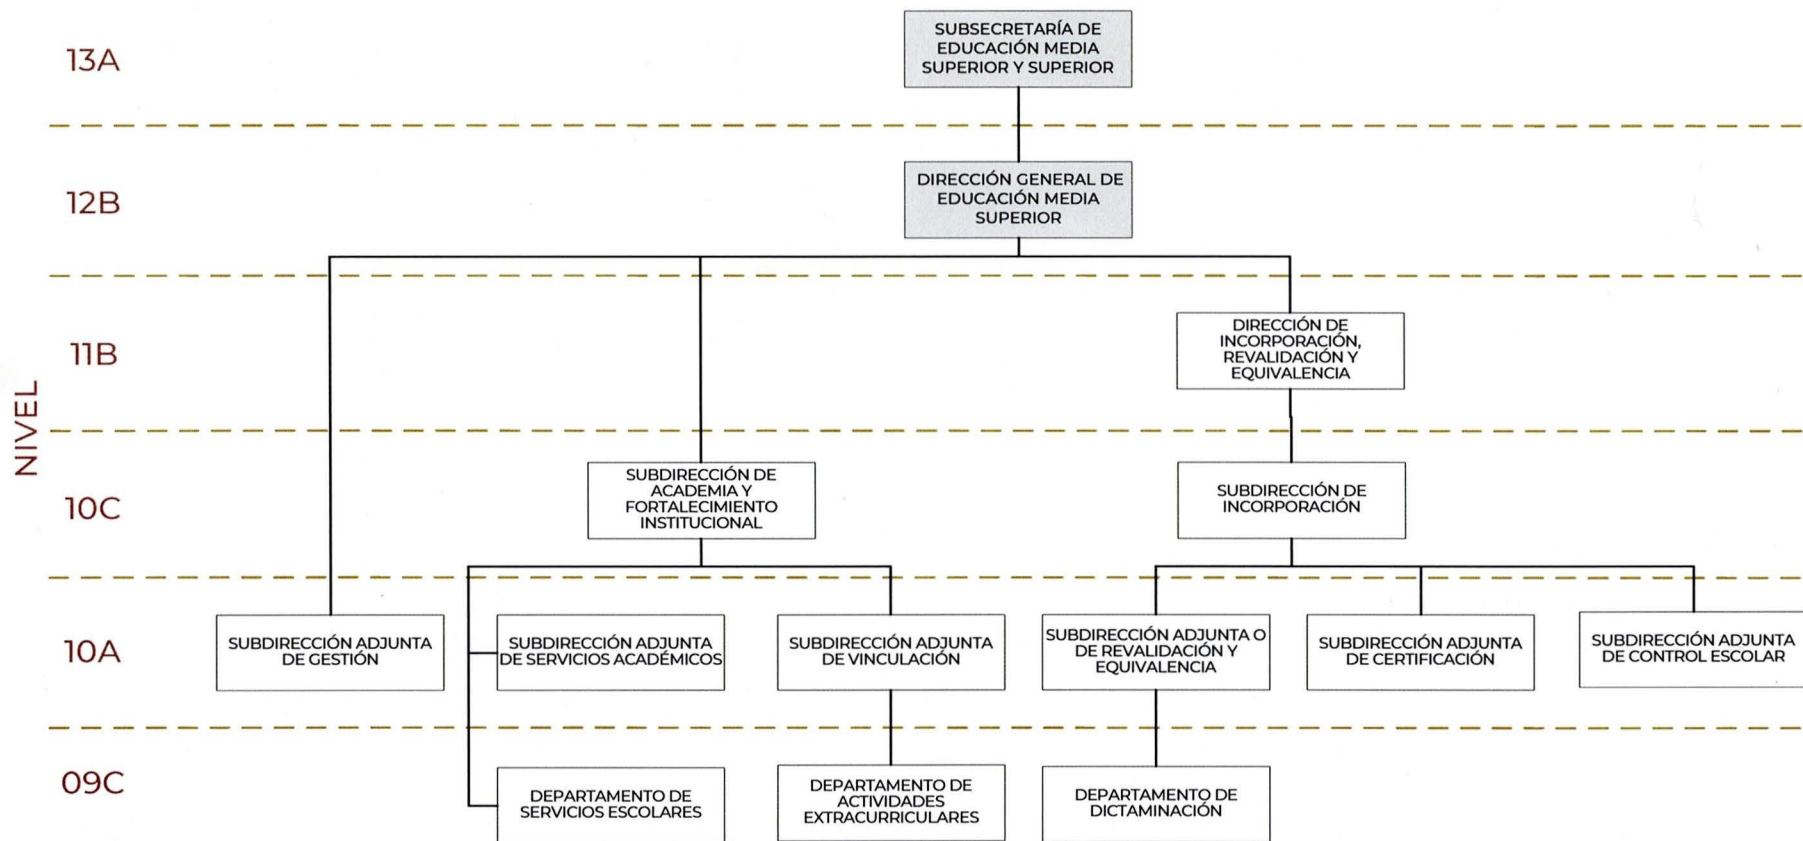 13A
SUBSECRETARÍA DE
EDUCACIÓN MEDIA
SUPERIOR Y SUPERIOR
12B
DIRECCIÓN GENERAL DE
EDUCACIÓN MEDIA
SUPERIOR
NIVEL
11B
DIRECCIÓN DE
INCORPORACIÓN,
REVALIDACIÓN Y
EQUIVALENCIA
10C
SUBDIRECCIÓN DE
ACADEMIA Y
FORTALECIMIENTO
INSTITUCIONAL
SUBDIRECCIÓN DE
INCORPORACIÓN
10A
SUBDIRECCIÓN ADJUNTA
DE GESTIÓN
SUBDIRECCIÓN ADJUNTA
DE SERVICIOS ACADÉMICOS
SUBDIRECCIÓN ADJUNTA
DE VINCULACIÓN
SUBDIRECCIÓN ADJUNTA O
DE REVALIDACIÓN Y
EQUIVALENCIA
SUBDIRECCIÓN ADJUNTA
DE CERTIFICACIÓN
SUBDIRECCIÓN ADJUNTA
DE CONTROL ESCOLAR
09C
DEPARTAMENTO DE
SERVICIOS ESCOLARES
DEPARTAMENTO DE
ACTIVIDADES
EXTRACURRICULARES
DEPARTAMENTO DE
DICTAMINACIÓN